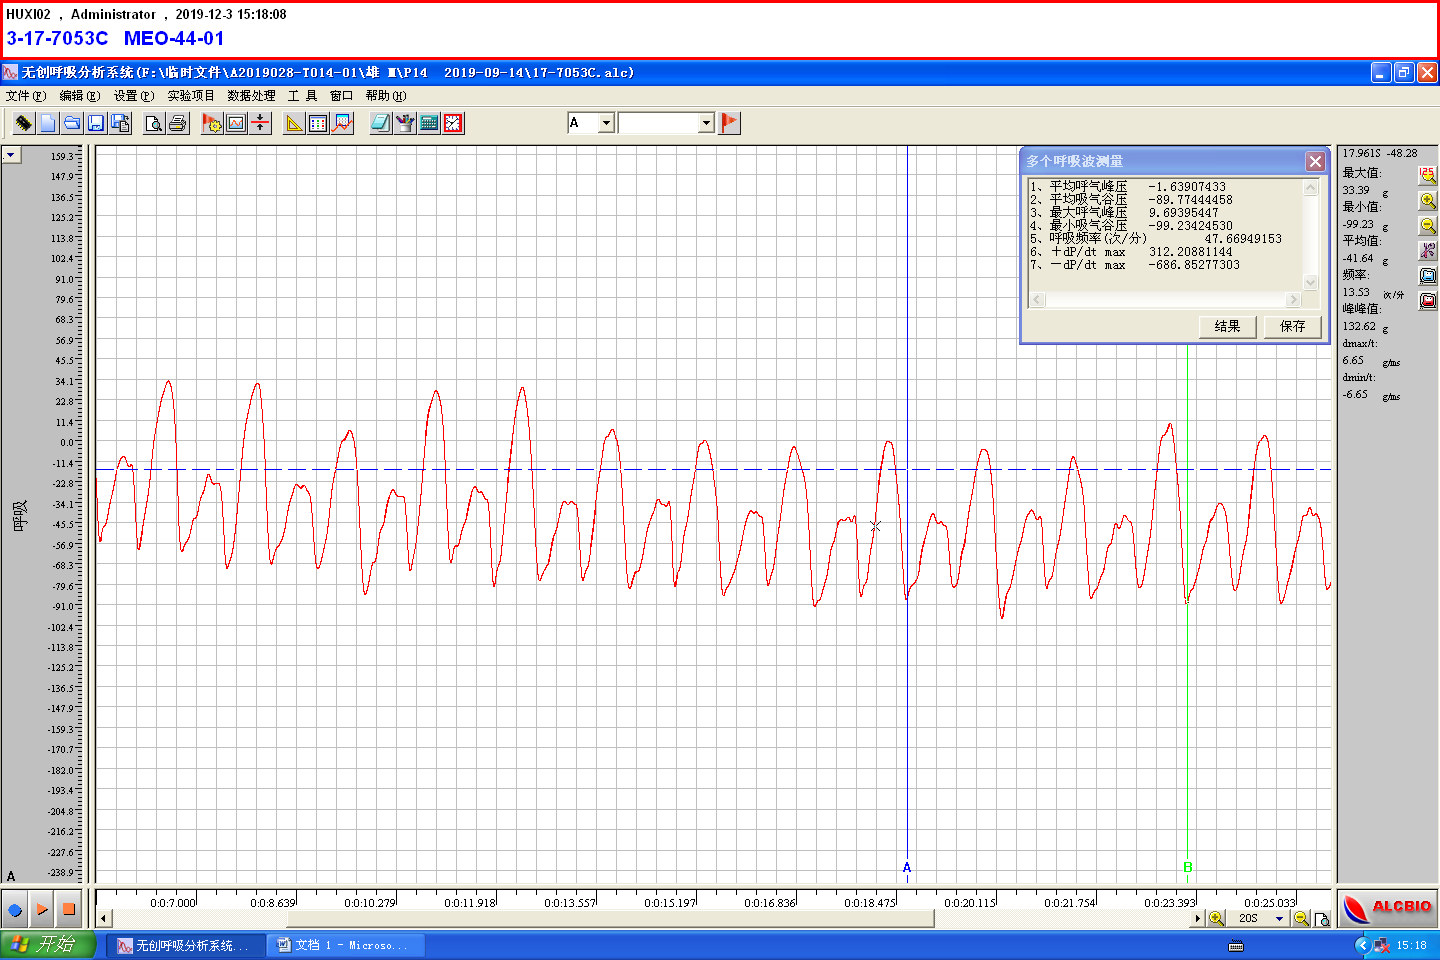 HUXI02 , Administrator , 2019-12-3 15:18:08
3-17-7053C MEO-44-01
无创呼吸分析系统(F:\临时文件\A2019028-T014-01\雄 M\P14 2019-09-14\17-7053C.alc)
文件(F) 编辑(E) 设置(P) 实验项目 数据处理 工 具 窗口 帮助(H)
A
159.3
147.9
136.5
125.2
113.8
102.4
91.0
79.6
68.3
56.9
45.5
34.1
22.8
11.4
0.0
-11.4
-22.8
-34.1
-45.5
-56.9
-68.3
-79.6
-91.0
-102.4
-113.8
-125.2
-136.5
-147.9
-159.3
-170.7
-182.0
-193.4
-204.8
-216.2
-227.6
-238.9
呼吸
A
多个呼吸波测量
1、平均呼气峰压 -1.63907433
2、平均吸气谷压 -89.77444458
3、最大呼气峰压 9.69395447
4、最小吸气谷压 -99.23424530
5、呼吸频率(次/分) 47.66949153
6、＋dP/dt max 312.20881144
7、－dP/dt max -686.85277303
结果 保存
17.961S -48.28
最大值:
33.39 g
最小值:
-99.23 g
平均值:
-41.64 g
频率:
13.53 次/分
峰峰值:
132.62 g
dmax/t:
6.65 g/ms
dmin/t:
-6.65 g/ms
125
A B
0:0:7.000 0:0:8.639 0:0:10.279 0:0:11.918 0:0:13.557 0:0:15.197 0:0:16.836 0:0:18.475 0:0:20.115 0:0:21.754 0:0:23.393 0:0:25.033
20S
ALCBIO
开始 无创呼吸分析系统... 文档 1 - Microso... 15:18